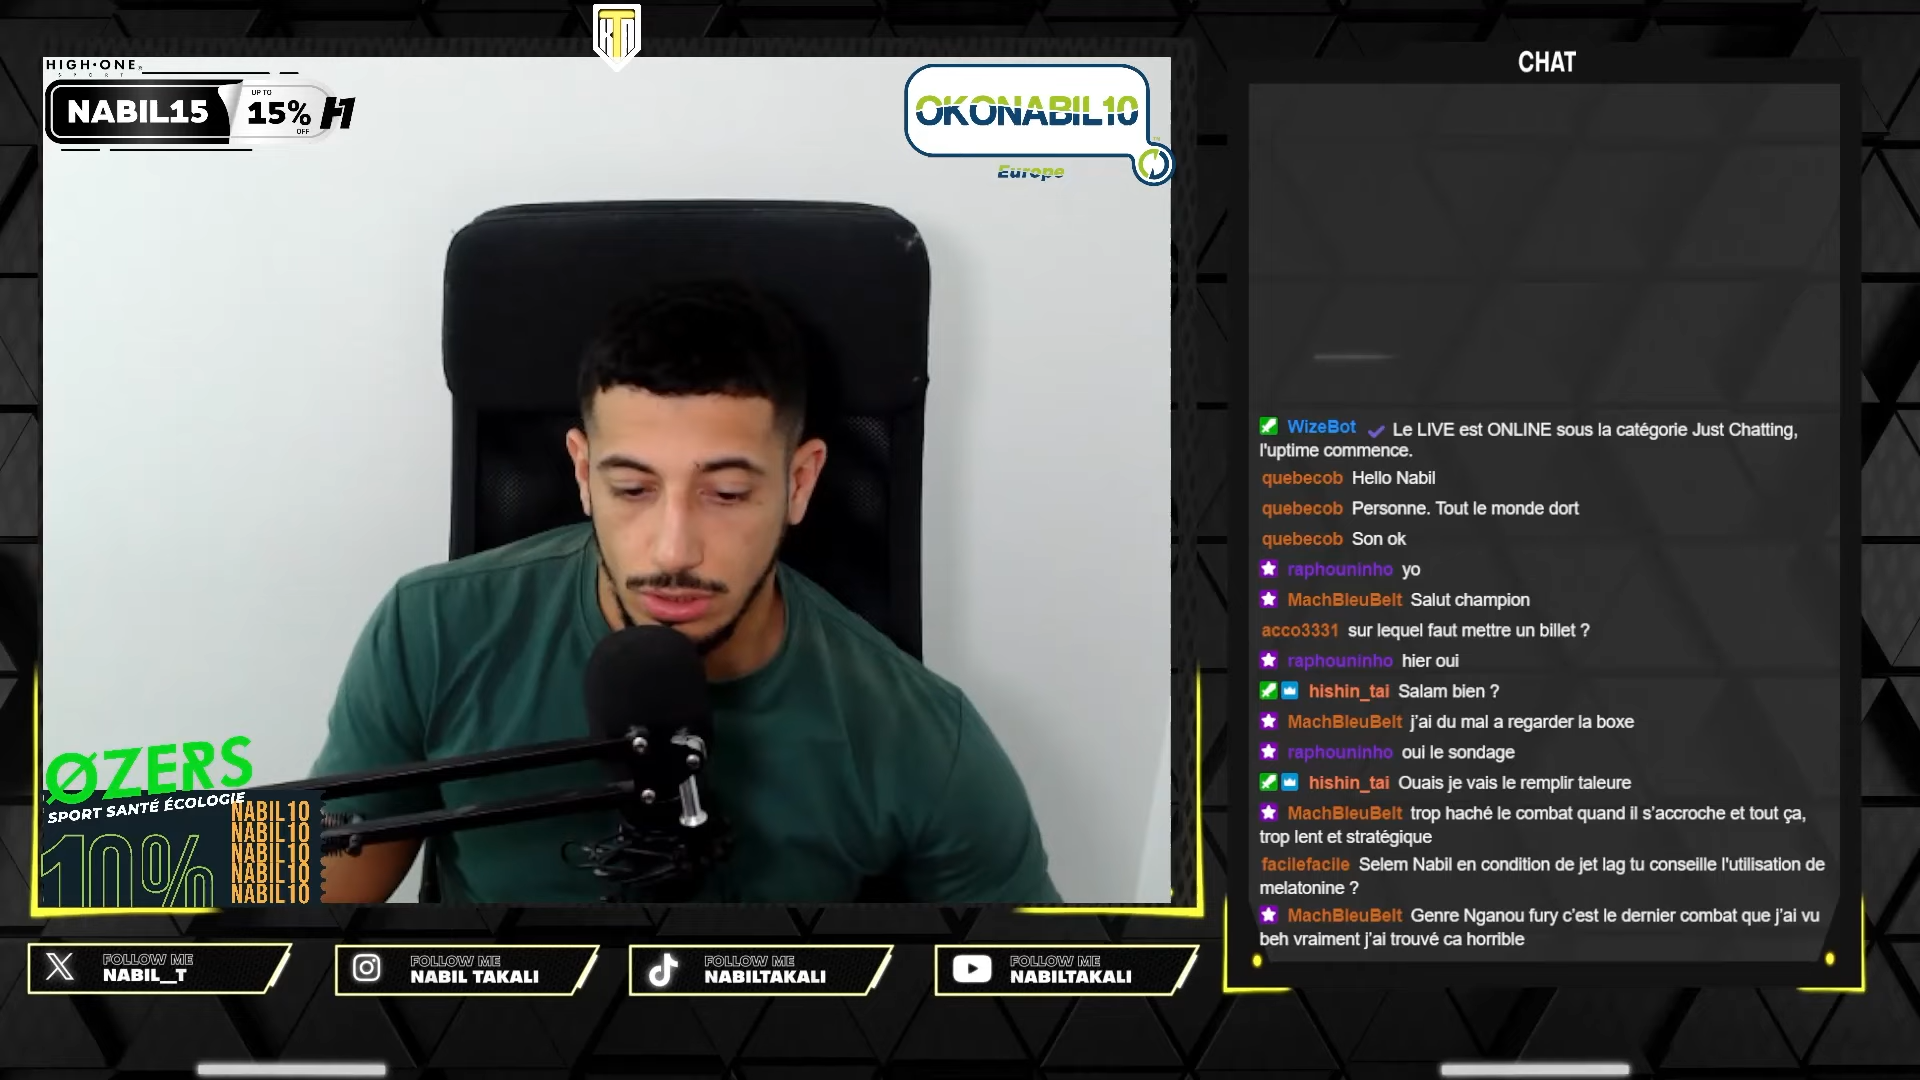 HIGH·ONE
SPORT
NABIL15
UP TO
15%
OFF
H1
KTN
OKONABIL10
Europe
CHAT
WizeBot Le LIVE est ONLINE sous la catégorie Just Chatting,
l'uptime commence.
quebecob Hello Nabil
quebecob Personne. Tout le monde dort
quebecob Son ok
raphouninho yo
MachBleuBelt Salut champion
acco3331 sur lequel faut mettre un billet ?
raphouninho hier oui
hishin_tai Salam bien ?
MachBleuBelt j'ai du mal a regarder la boxe
raphouninho oui le sondage
hishin_tai Ouais je vais le remplir taleure
MachBleuBelt trop haché le combat quand il s'accroche et tout ça,
trop lent et stratégique
facilefacile Selem Nabil en condition de jet lag tu conseille l'utilisation de
melatonine ?
MachBleuBelt Genre Nganou fury c'est le dernier combat que j'ai vu
beh vraiment j'ai trouvé ca horrible
ØZERS
SPORT SANTÉ ÉCOLOGIE
10%
NABIL10
NABIL10
NABIL10
NABIL10
NABIL10
FOLLOW ME
NABIL__T
FOLLOW ME
NABIL TAKALI
FOLLOW ME
NABILTAKALI
FOLLOW ME
NABILTAKALI